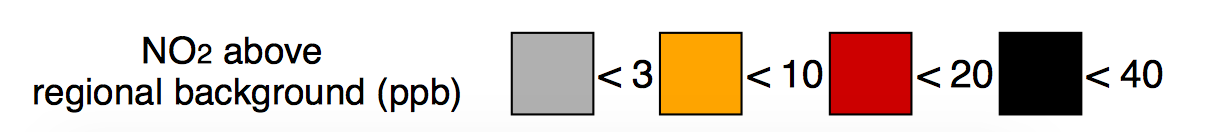 NO2 above
regional background (ppb)
< 3 < 10 < 20 < 40